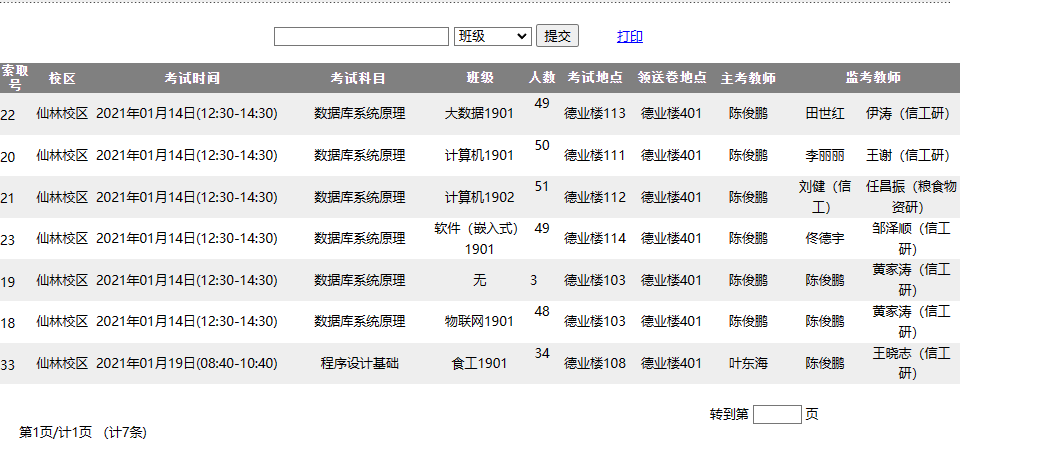 班级 提交 打印
索取号 校区 考试时间 考试科目 班级 人数 考试地点 领送卷地点 主考教师 监考教师
22 仙林校区 2021年01月14日(12:30-14:30) 数据库系统原理 大数据1901 49 德业楼113 德业楼401 陈俊鹏 田世红 伊涛（信工研）
20 仙林校区 2021年01月14日(12:30-14:30) 数据库系统原理 计算机1901 50 德业楼111 德业楼401 陈俊鹏 李丽丽 王谢（信工研）
21 仙林校区 2021年01月14日(12:30-14:30) 数据库系统原理 计算机1902 51 德业楼112 德业楼401 陈俊鹏 刘健（信工） 任昌振（粮食物资研）
23 仙林校区 2021年01月14日(12:30-14:30) 数据库系统原理 软件（嵌入式）1901 49 德业楼114 德业楼401 陈俊鹏 佟德宇 邹泽顺（信工研）
19 仙林校区 2021年01月14日(12:30-14:30) 数据库系统原理 无 3 德业楼103 德业楼401 陈俊鹏 陈俊鹏 黄家涛（信工研）
18 仙林校区 2021年01月14日(12:30-14:30) 数据库系统原理 物联网1901 48 德业楼103 德业楼401 陈俊鹏 陈俊鹏 黄家涛（信工研）
33 仙林校区 2021年01月19日(08:40-10:40) 程序设计基础 食工1901 34 德业楼108 德业楼401 叶东海 陈俊鹏 王晓志（信工研）
转到第 页
第1页/计1页 (计7条)